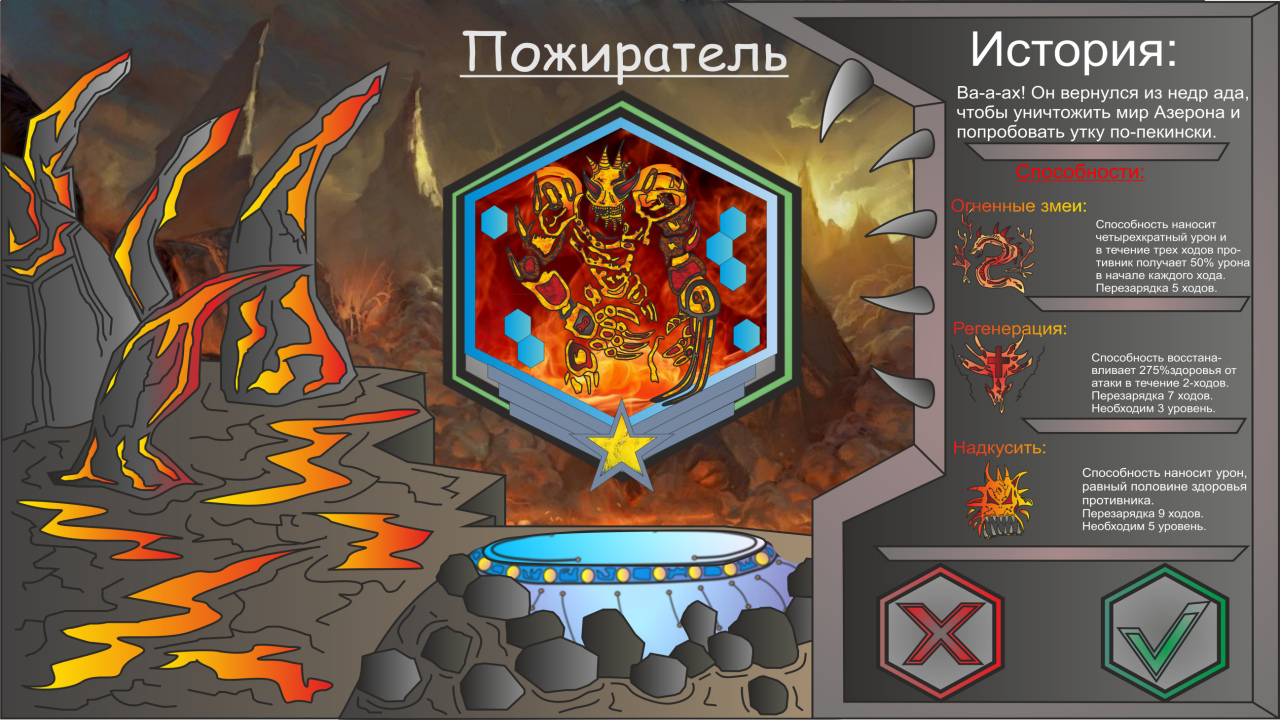 Пожиратель
История:
Ва-а-ах! Он вернулся из недр ада,
чтобы уничтожить мир Азерона и
попробовать утку по-пекински.
Способности:
Огненные змеи:
Способность наносит
четырехкратный урон и
в течение трех ходов про-
тивник получает 50% урона
в начале каждого хода.
Перезарядка 5 ходов.
Регенерация:
Способность восстана-
вливает 275%здоровья от
атаки в течение 2-ходов.
Перезарядка 7 ходов.
Необходим 3 уровень.
Надкусить:
Способность наносит урон,
равный половине здоровья
противника.
Перезарядка 9 ходов.
Необходим 5 уровень.